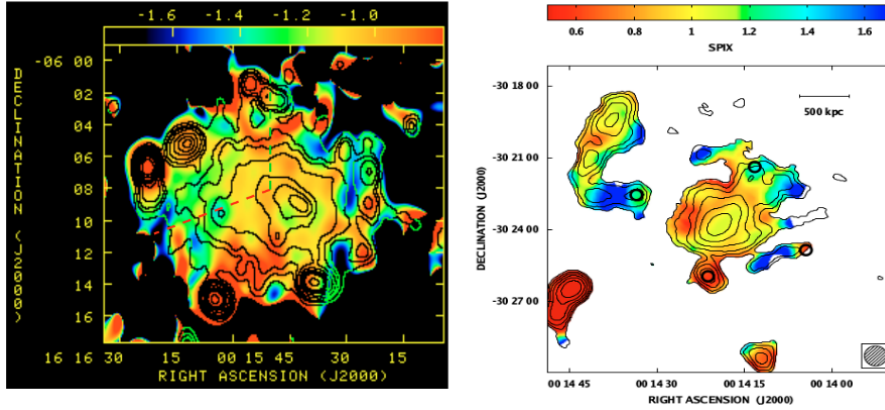 -1.6 -1.4 -1.2 -1.0
-06 00
02
04
06
08
10
12
14
16
DECLINATION (J2000)
16 16 30 15 00 15 45 30 15
RIGHT ASCENSION (J2000)
0.6 0.8 1 1.2 1.4 1.6
SPIX
500 kpc
-30 18 00
-30 21 00
-30 24 00
-30 27 00
DECLINATION (J2000)
00 14 45 00 14 30 00 14 15 00 14 00
RIGHT ASCENSION (J2000)